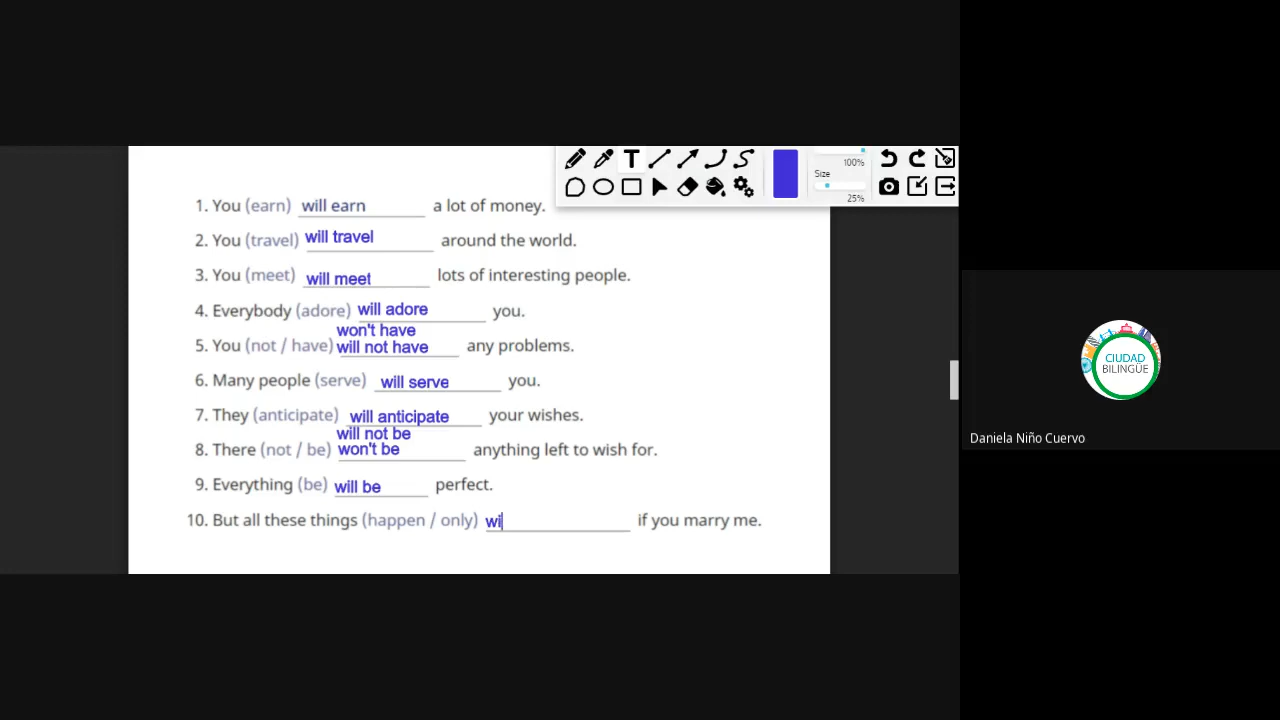 100%
Size
25%
1. You (earn) will earn a lot of money.
2. You (travel) will travel around the world.
3. You (meet) will meet lots of interesting people.
4. Everybody (adore) will adore you.
won't have
5. You (not / have) will not have any problems.
6. Many people (serve) will serve you.
7. They (anticipate) will anticipate your wishes.
will not be
8. There (not / be) won't be anything left to wish for.
9. Everything (be) will be perfect.
10. But all these things (happen / only) wi if you marry me.
CIUDAD
BILINGÜE
Daniela Niño Cuervo